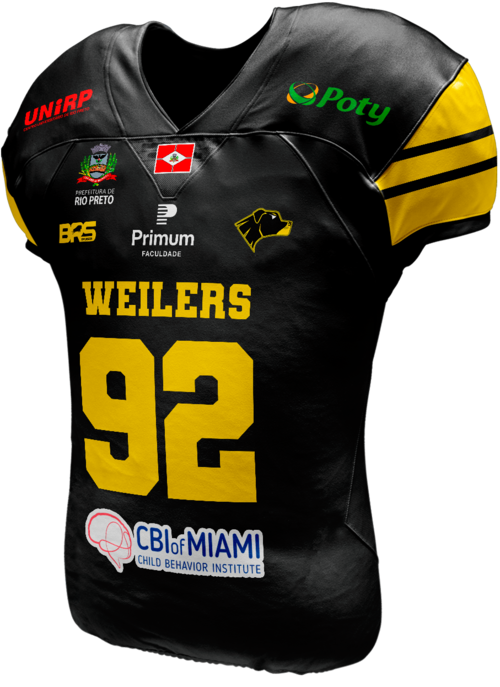 UNIRP
Poty
PREFEITURA DE
RIO PRETO
BRS
Primum
FACULDADE
WEILERS
92
CBI of MIAMI
CHILD BEHAVIOR INSTITUTE